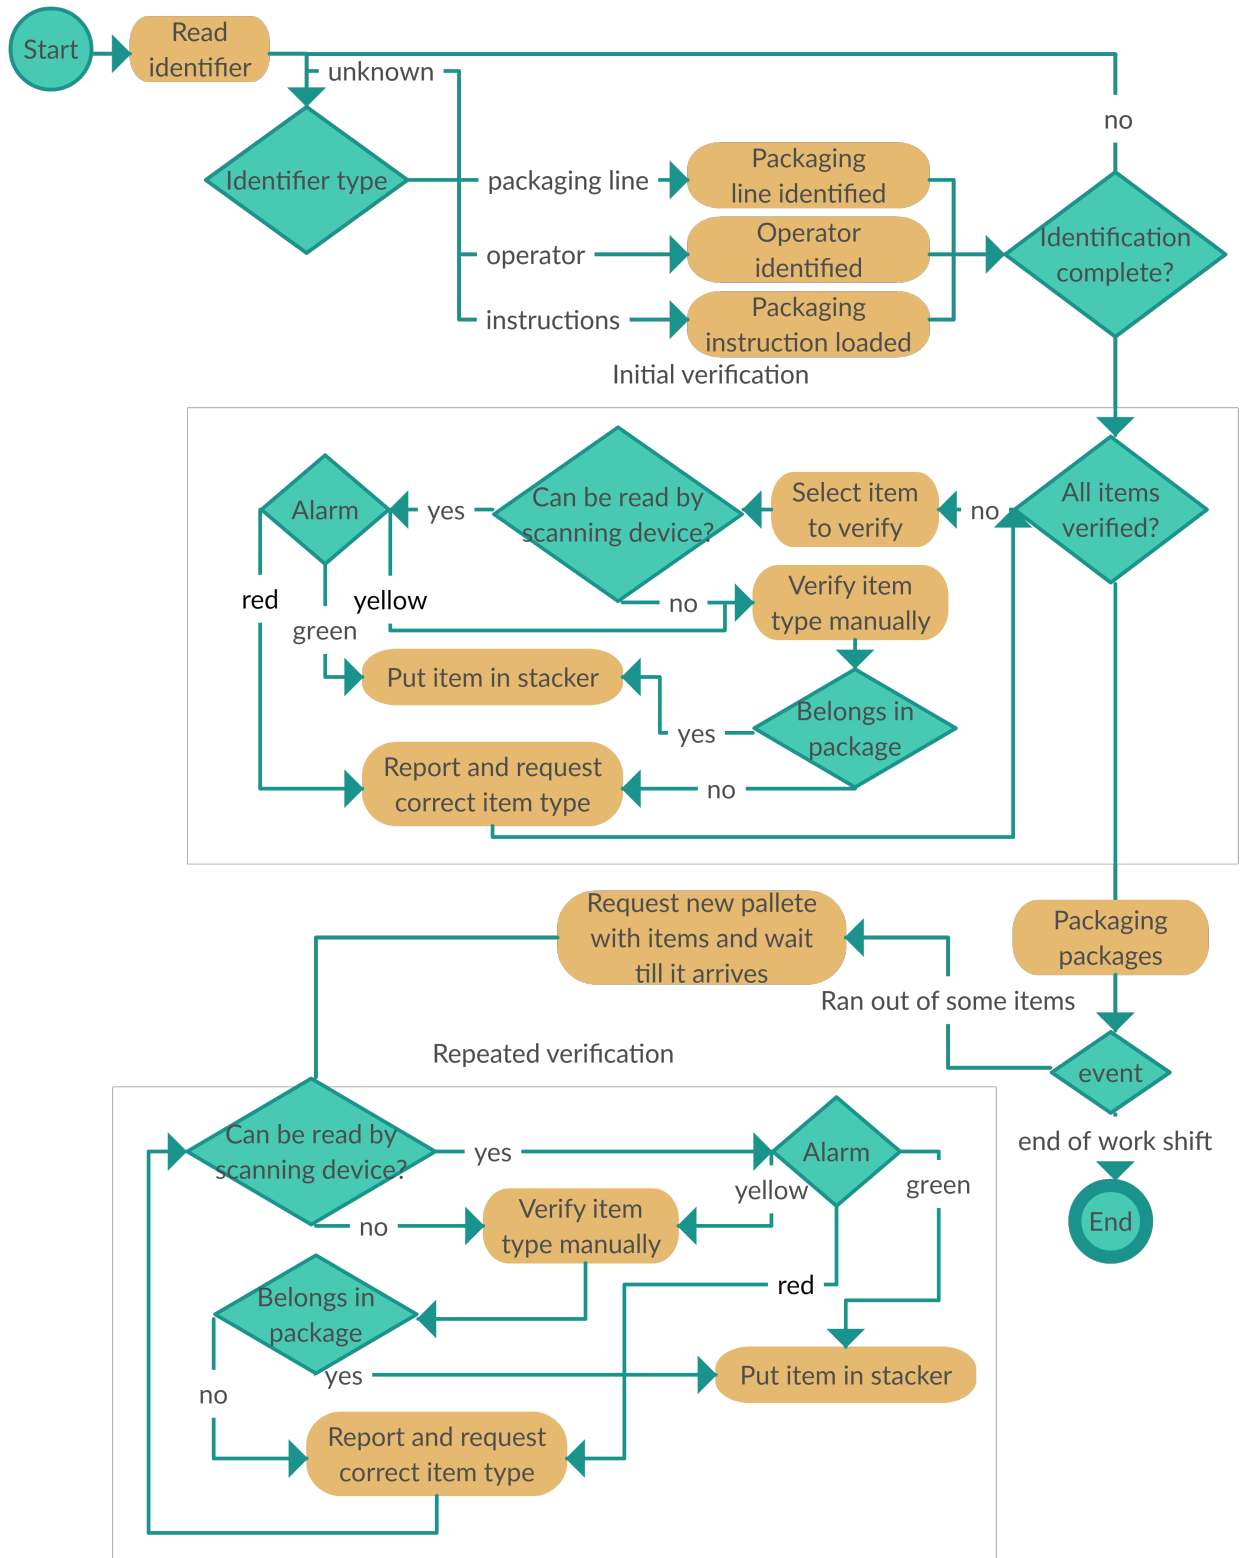 Start
Read
identifier
unknown
no
Identifier type
packaging line
Packaging
line identified
operator
Operator
identified
Identification
complete?
instructions
Packaging
instruction loaded
Initial verification
Alarm
yes
Can be read by
scanning device?
Select item
to verify
no
All items
verified?
red
yellow
green
no
Verify item
type manually
Put item in stacker
yes
Belongs in
package
Report and request
correct item type
no
Request new pallete
with items and wait
till it arrives
Packaging
packages
Ran out of some items
Repeated verification
event
Can be read by
scanning device?
yes
Alarm
end of work shift
yellow
green
no
Verify item
type manually
End
Belongs in
package
red
yes
Put item in stacker
no
Report and request
correct item type